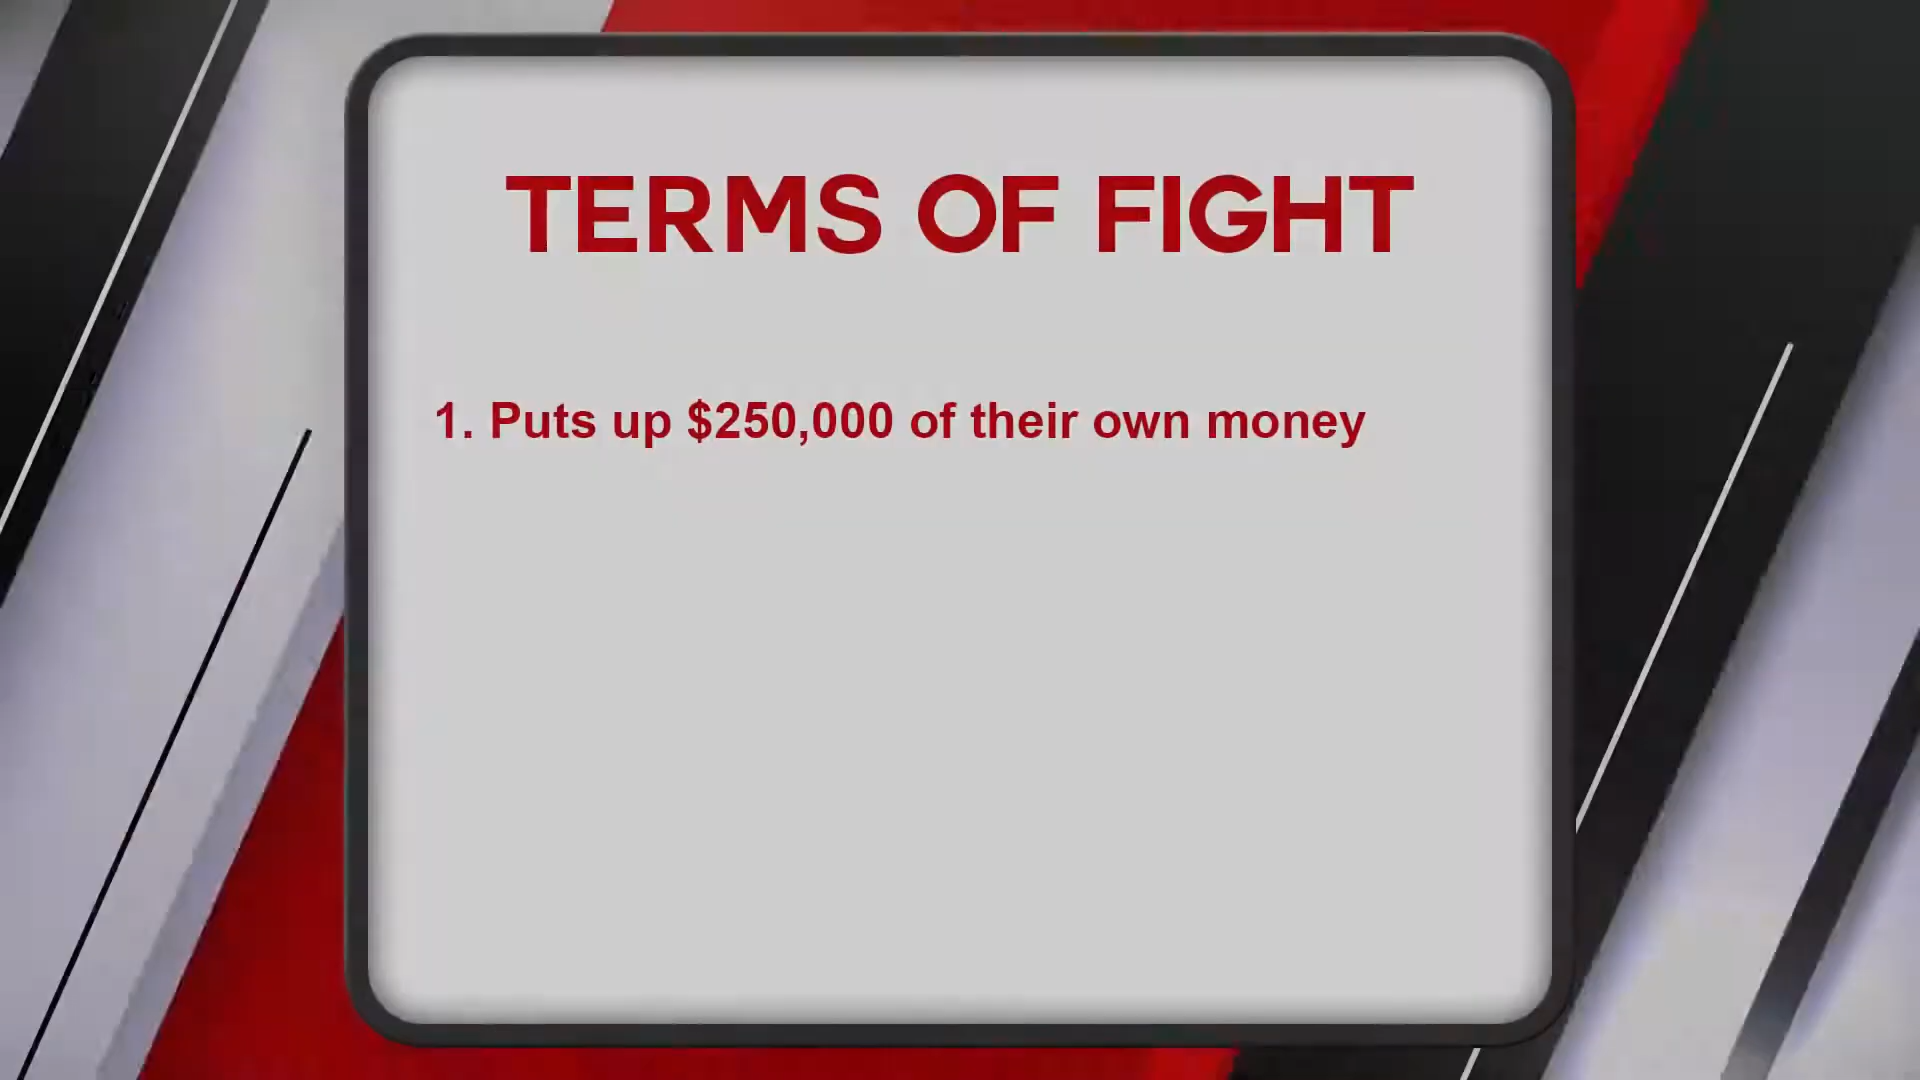 TERMS OF FIGHT
1. Puts up $250,000 of their own money